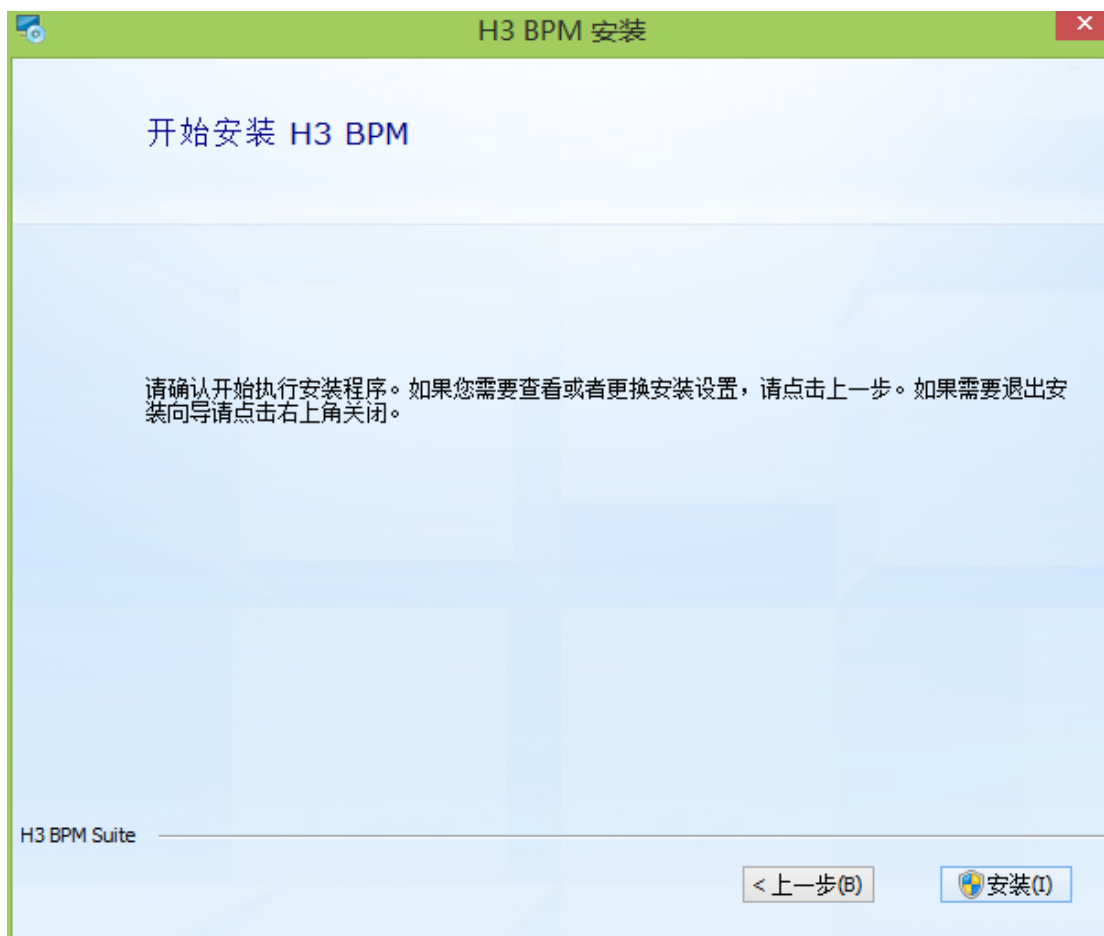 H3 BPM 安装
开始安装 H3 BPM
请确认开始执行安装程序。如果您需要查看或者更换安装设置，请点击上一步。如果需要退出安
装向导请点击右上角关闭。
H3 BPM Suite
< 上一步(B)
安装(I)